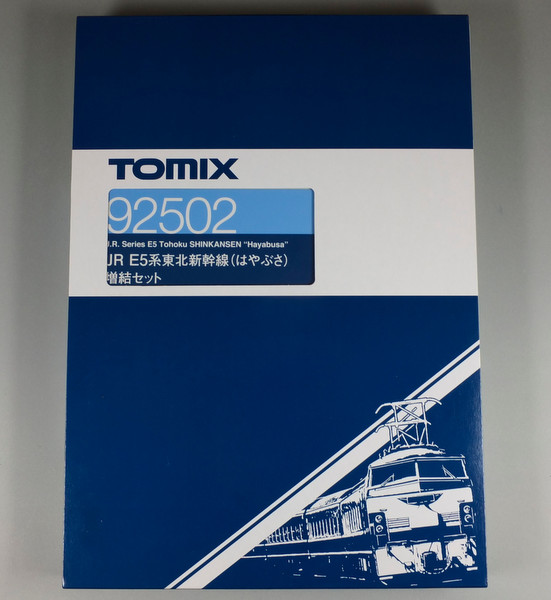 TOMIX
92502
J.R. Series E5 Tohoku SHINKANSEN "Hayabusa"
JR E5系東北新幹線(はやぶさ)
増結セット